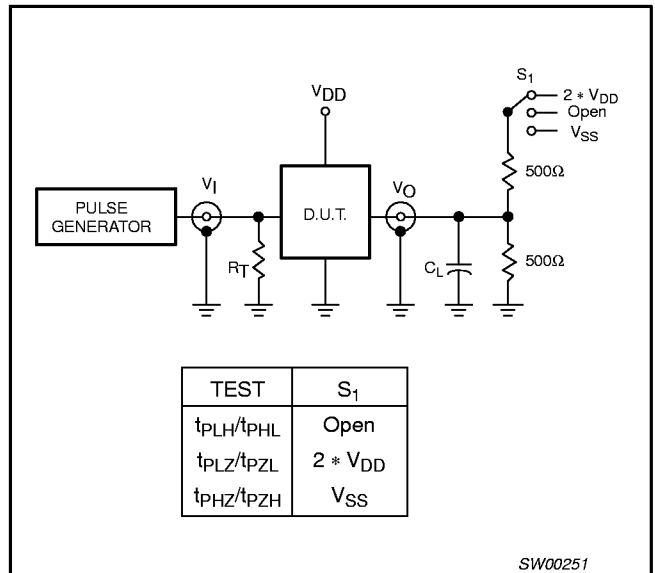 S1
2 * VDD
Open
VSS
VDD
500Ω
VI
VO
PULSE
GENERATOR
D.U.T.
RT
CL
500Ω
TEST S1
tPLH/tPHL Open
tPLZ/tPZL 2 * VDD
tPHZ/tPZH VSS
SW00251